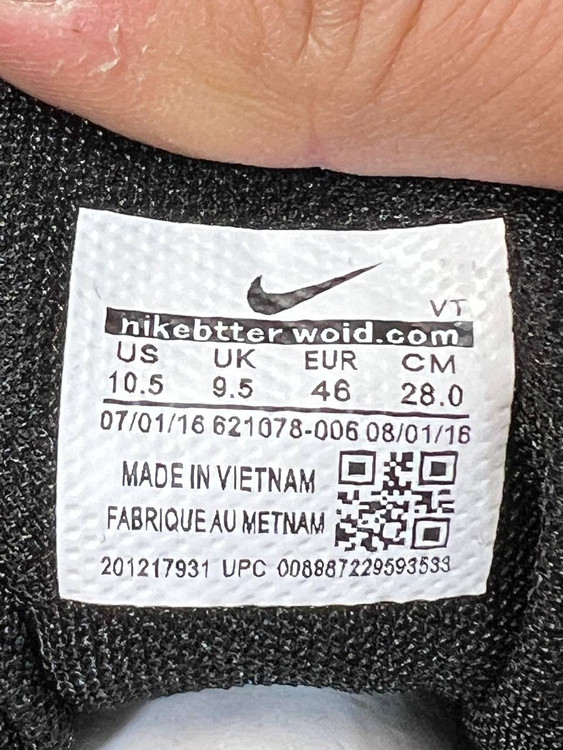 VT
nikebtter woid.com
US UK EUR CM
10.5 9.5 46 28.0
07/01/16 621078-006 08/01/16
MADE IN VIETNAM
FABRIQUE AU METNAM
201217931 UPC 008887229593533